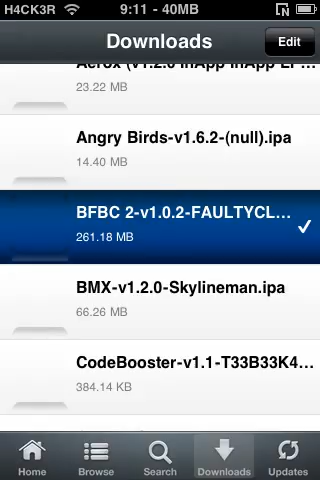 H4CK3R 9:11 - 40MB
Downloads
Edit
23.22 MB
Angry Birds-v1.6.2-(null).ipa
14.40 MB
BFBC 2-v1.0.2-FAULTYCL...
261.18 MB
BMX-v1.2.0-Skylineman.ipa
66.26 MB
CodeBooster-v1.1-T33B33K4...
384.14 KB
Home Browse Search Downloads Updates